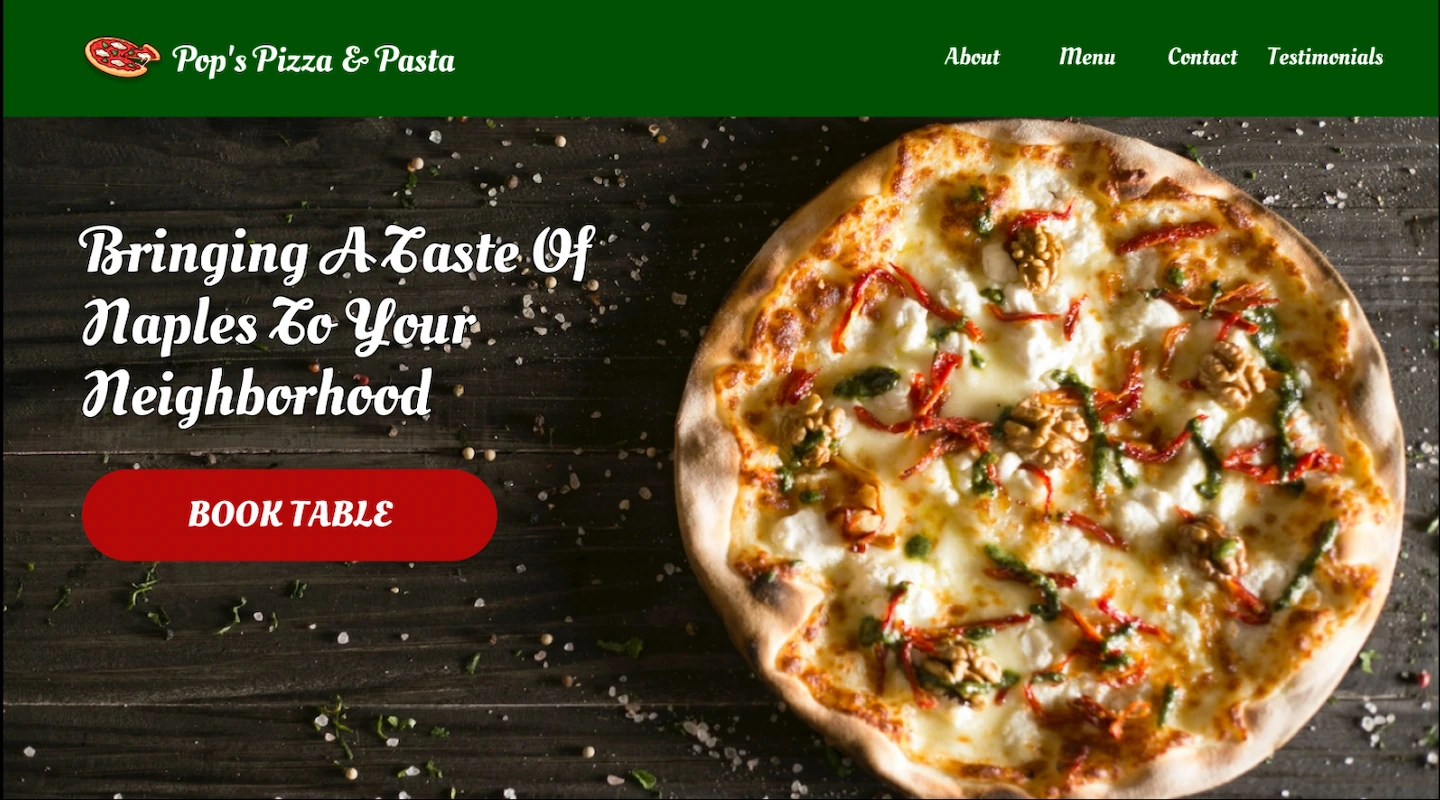 Pop's Pizza & Pasta
About Menu Contact Testimonials
Bringing A Taste Of
Naples To Your
Neighborhood
BOOK TABLE